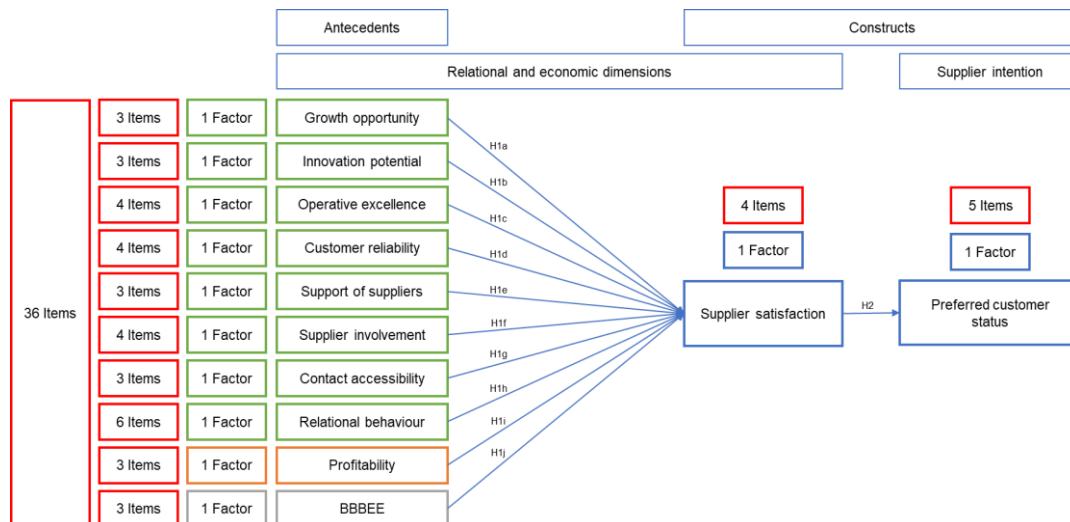 Antecedents
Constructs
Relational and economic dimensions
Supplier intention
36 Items
3 Items
1 Factor
Growth opportunity
H1a
3 Items
1 Factor
Innovation potential
H1b
4 Items
1 Factor
Operative excellence
H1c
4 Items
1 Factor
Customer reliability
H1d
3 Items
1 Factor
Support of suppliers
H1e
4 Items
1 Factor
Supplier involvement
H1f
3 Items
1 Factor
Contact accessibility
H1g
6 Items
1 Factor
Relational behaviour
H1h
3 Items
1 Factor
Profitability
H1i
3 Items
1 Factor
BBBEE
H1j
4 Items
1 Factor
Supplier satisfaction
H2
5 Items
1 Factor
Preferred customer
status